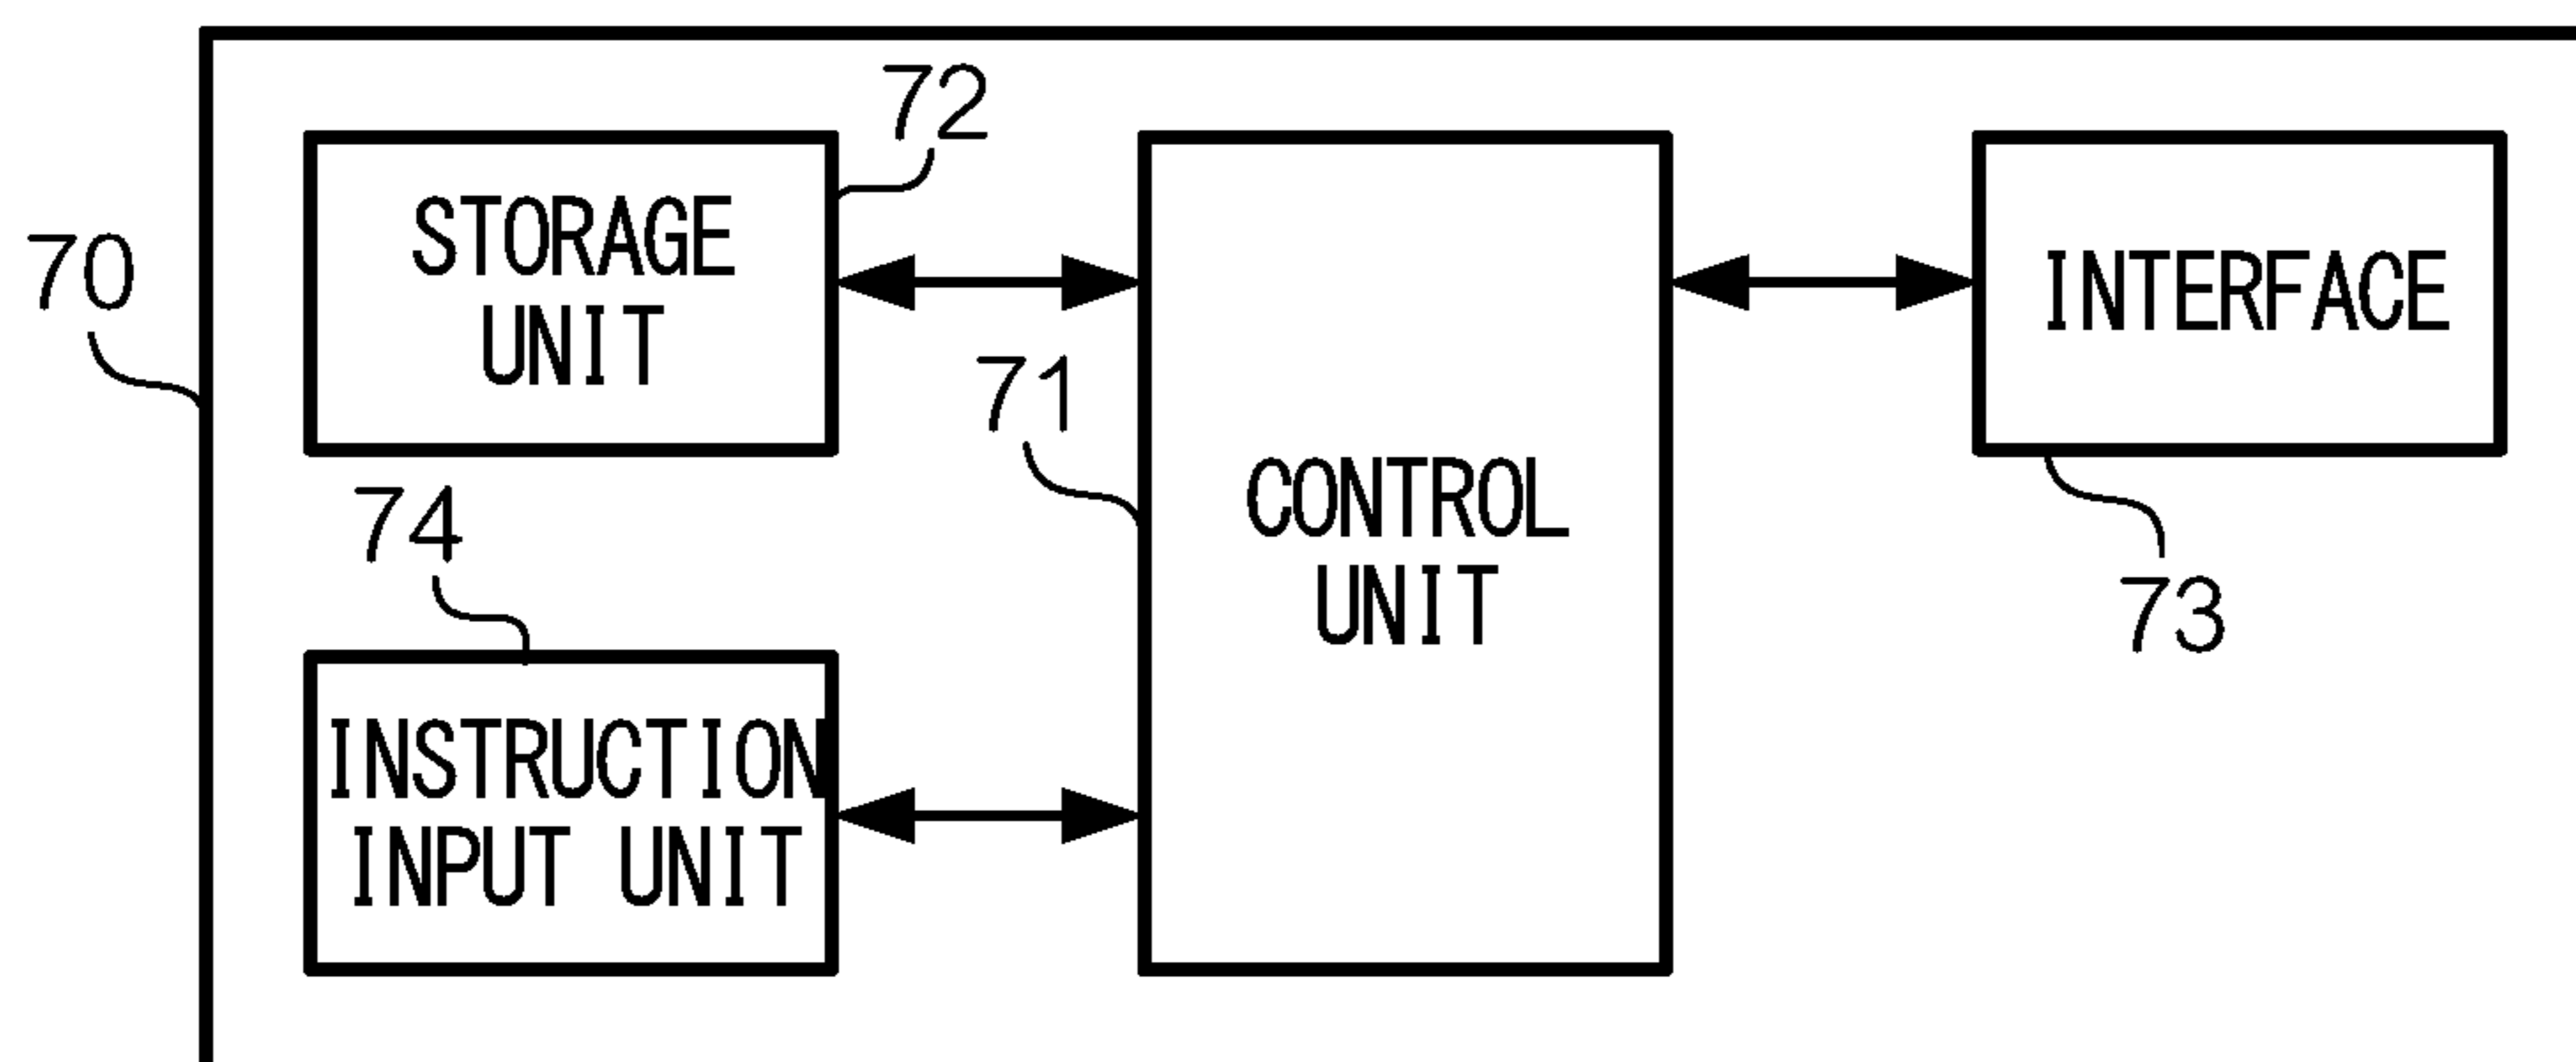 72
STORAGE
UNIT
70
INTERFACE
71
CONTROL
UNIT
74
73
INSTRUCTION
INPUT UNIT